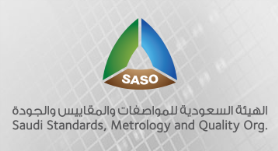 SASO
الهيئة السعودية للمواصفات والمقاييس والجودة
Saudi Standards, Metrology and Quality Org.